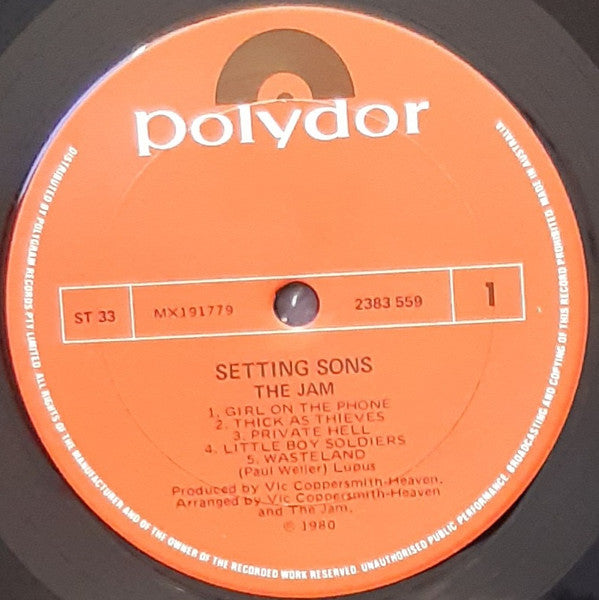 polydor
ST 33
MX191779
2383 559
1
SETTING SONS
THE JAM
1. GIRL ON THE PHONE
2. THICK AS THIEVES
3. PRIVATE HELL
4. LITTLE BOY SOLDIERS
5. WASTELAND
(Paul Weller) Lupus
Produced by Vic Coppersmith-Heaven.
Arranged by Vic Coppersmith-Heaven
and The Jam.
℗ 1980
DISTRIBUTED BY POLYGRAM RECORDS PTY. LIMITED. ALL RIGHTS OF THE MANUFACTURER AND OF THE OWNER OF THE RECORDED WORK RESERVED. UNAUTHORISED PUBLIC PERFORMANCE, BROADCASTING AND COPYING OF THIS RECORD PROHIBITED. MADE IN AUSTRALIA